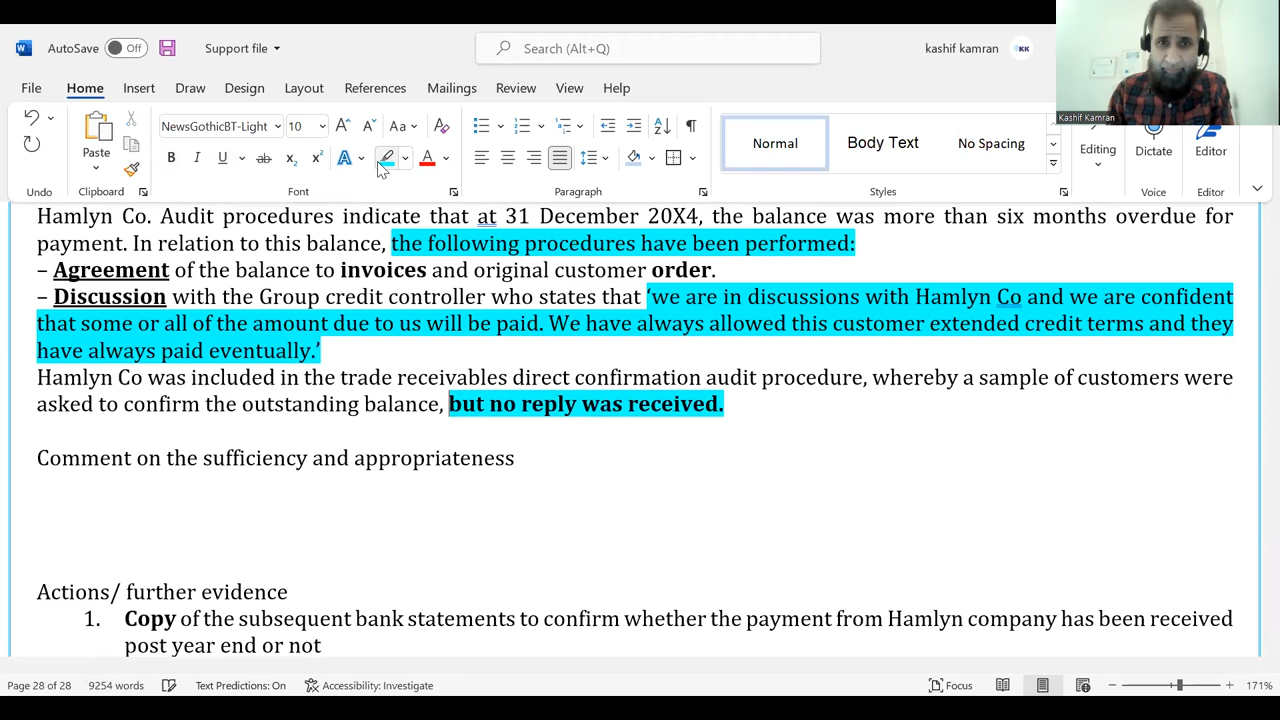 AutoSave Off Support file Search (Alt+Q) kashif kamran KK
File Home Insert Draw Design Layout References Mailings Review View Help
Kashif Kamran
Paste NewsGothicBT-Light 10 Normal Body Text No Spacing Editing Dictate Editor
Undo Clipboard Font Paragraph Styles Voice Editor
Hamlyn Co. Audit procedures indicate that at 31 December 20X4, the balance was more than six months overdue for
payment. In relation to this balance, the following procedures have been performed:
– Agreement of the balance to invoices and original customer order.
– Discussion with the Group credit controller who states that ‘we are in discussions with Hamlyn Co and we are confident
that some or all of the amount due to us will be paid. We have always allowed this customer extended credit terms and they
have always paid eventually.’
Hamlyn Co was included in the trade receivables direct confirmation audit procedure, whereby a sample of customers were
asked to confirm the outstanding balance, but no reply was received.
Comment on the sufficiency and appropriateness
Actions/ further evidence
1. Copy of the subsequent bank statements to confirm whether the payment from Hamlyn company has been received
post year end or not
Page 28 of 28 9254 words Text Predictions: On Accessibility: Investigate Focus 171%